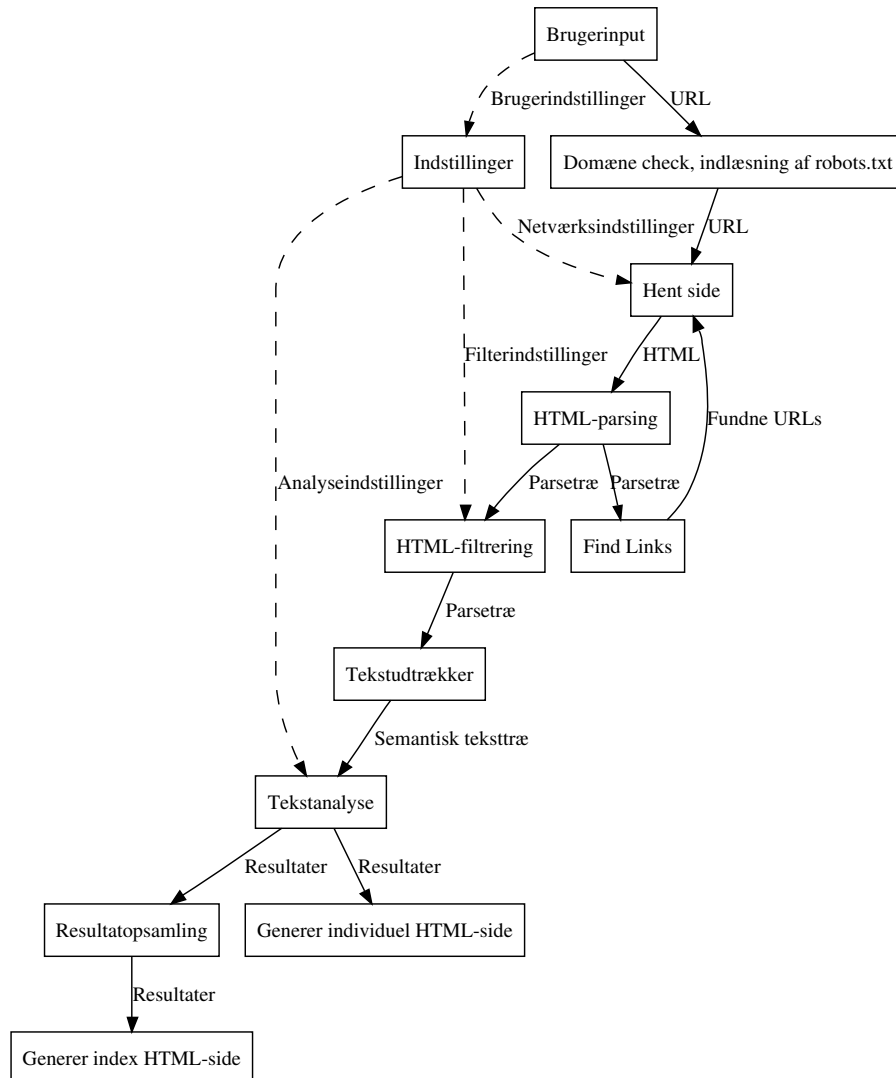 Brugerinput
Brugerindstillinger
URL
Indstillinger
Domæne check, indlæsning af robots.txt
Netværksindstillinger
URL
Hent side
Filterindstillinger
HTML
HTML-parsing
Fundne URLs
Analyseindstillinger
Parsetræ
Parsetræ
HTML-filtrering
Find Links
Parsetræ
Tekstudtrækker
Semantisk teksttræ
Tekstanalyse
Resultater
Resultater
Resultatopsamling
Generer individuel HTML-side
Resultater
Generer index HTML-side